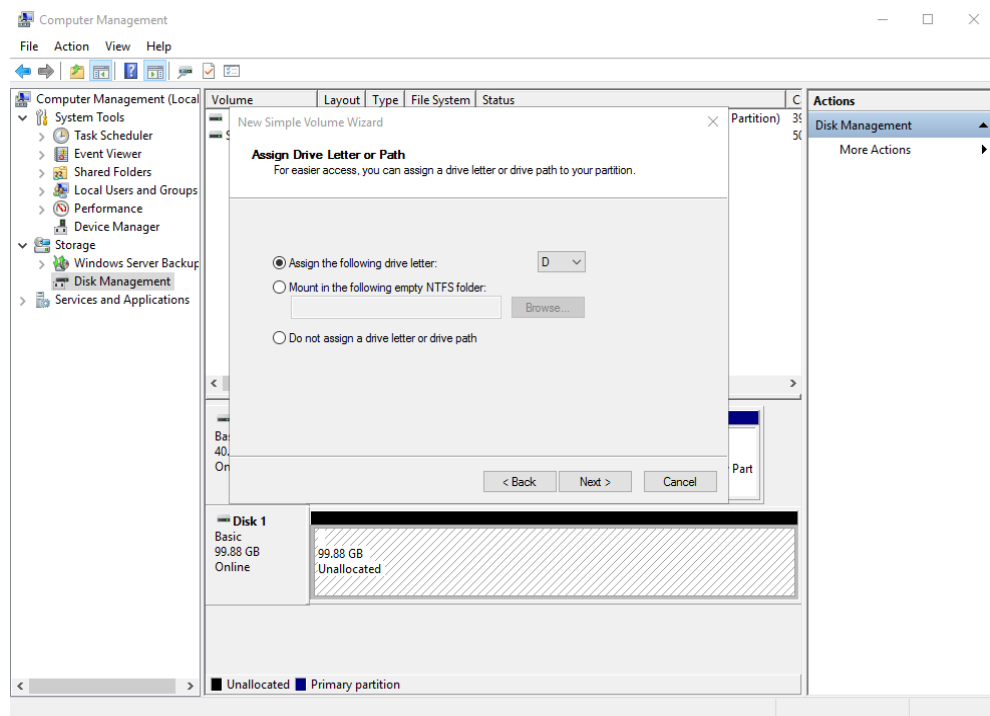 Computer Management
File Action View Help
Computer Management (Local
System Tools
Task Scheduler
Event Viewer
Shared Folders
Local Users and Groups
Performance
Device Manager
Storage
Windows Server Backup
Disk Management
Services and Applications
Volume Layout Type File System Status C
Partition) 39
S 50
New Simple Volume Wizard
Assign Drive Letter or Path
For easier access, you can assign a drive letter or drive path to your partition.
Assign the following drive letter: D
Mount in the following empty NTFS folder:
Browse...
Do not assign a drive letter or drive path
< Back Next > Cancel
Bas
40.
On
Part
Disk 1
Basic
99.88 GB
Online
99.88 GB
Unallocated
Unallocated Primary partition
Actions
Disk Management
More Actions